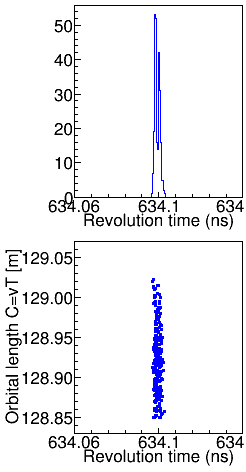 50
40
30
20
10
0
634.06 634.1 634
Revolution time (ns)
Orbital length C=vT [m]
129.05
129.00
128.95
128.90
128.85
634.06 634.1 634
Revolution time (ns)